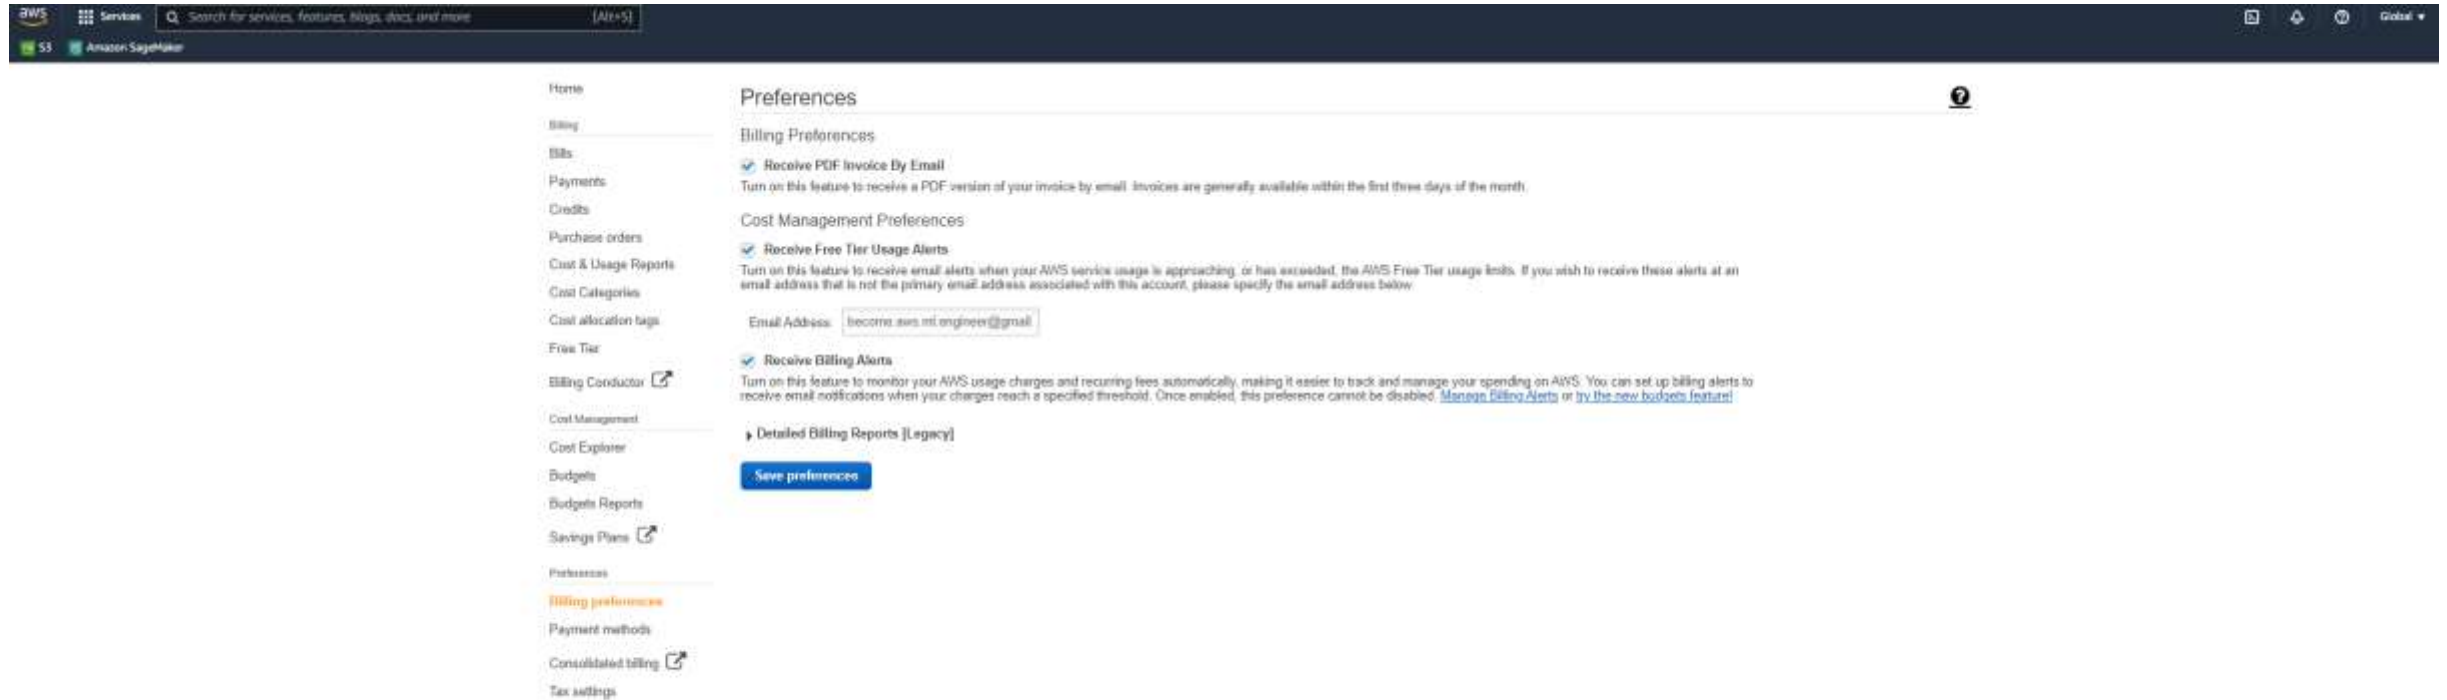 aws
Services
Search for services, features, blogs, docs, and more
[Alt+S]
Global
S3
Amazon SageMaker
Home
Billing
Bills
Payments
Credits
Purchase orders
Cost & Usage Reports
Cost Categories
Cost allocation tags
Free Tier
Billing Conductor
Cost Management
Cost Explorer
Budgets
Budgets Reports
Savings Plans
Preferences
Billing preferences
Payment methods
Consolidated billing
Tax settings
Preferences
Billing Preferences
Receive PDF Invoice By Email
Turn on this feature to receive a PDF version of your invoice by email. Invoices are generally available within the first three days of the month.
Cost Management Preferences
Receive Free Tier Usage Alerts
Turn on this feature to receive email alerts when your AWS service usage is approaching, or has exceeded, the AWS Free Tier usage limits. If you wish to receive these alerts at an
email address that is not the primary email address associated with this account, please specify the email address below
Email Address: become.aws.ml.engineer@gmail
Receive Billing Alerts
Turn on this feature to monitor your AWS usage charges and recurring fees automatically, making it easier to track and manage your spending on AWS. You can set up billing alerts to
receive email notifications when your charges reach a specified threshold. Once enabled, this preference cannot be disabled. Manage Billing Alerts or try the new budgets feature!
Detailed Billing Reports [Legacy]
Save preferences